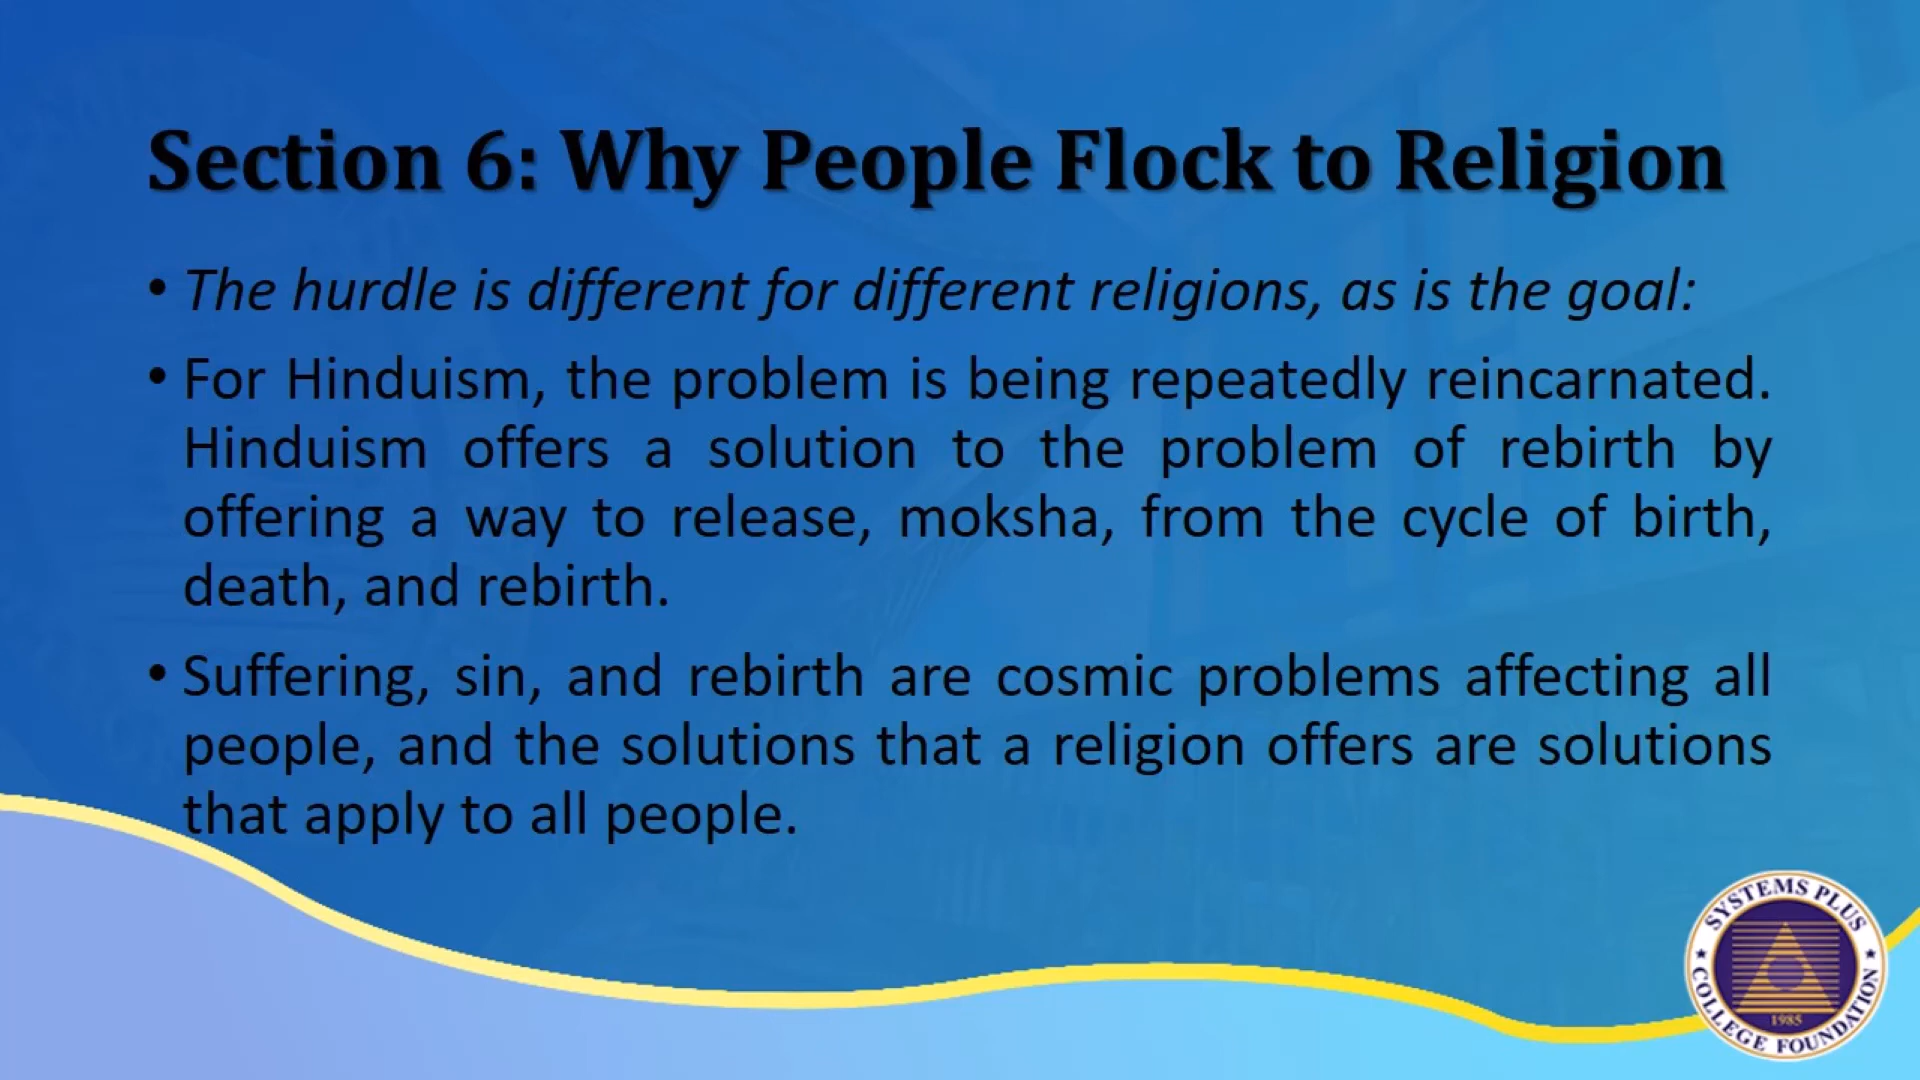 Section 6: Why People Flock to Religion
• The hurdle is different for different religions, as is the goal:
• For Hinduism, the problem is being repeatedly reincarnated.
Hinduism offers a solution to the problem of rebirth by
offering a way to release, moksha, from the cycle of birth,
death, and rebirth.
• Suffering, sin, and rebirth are cosmic problems affecting all
people, and the solutions that a religion offers are solutions
that apply to all people.
SYSTEMS PLUS
COLLEGE FOUNDATION
1985